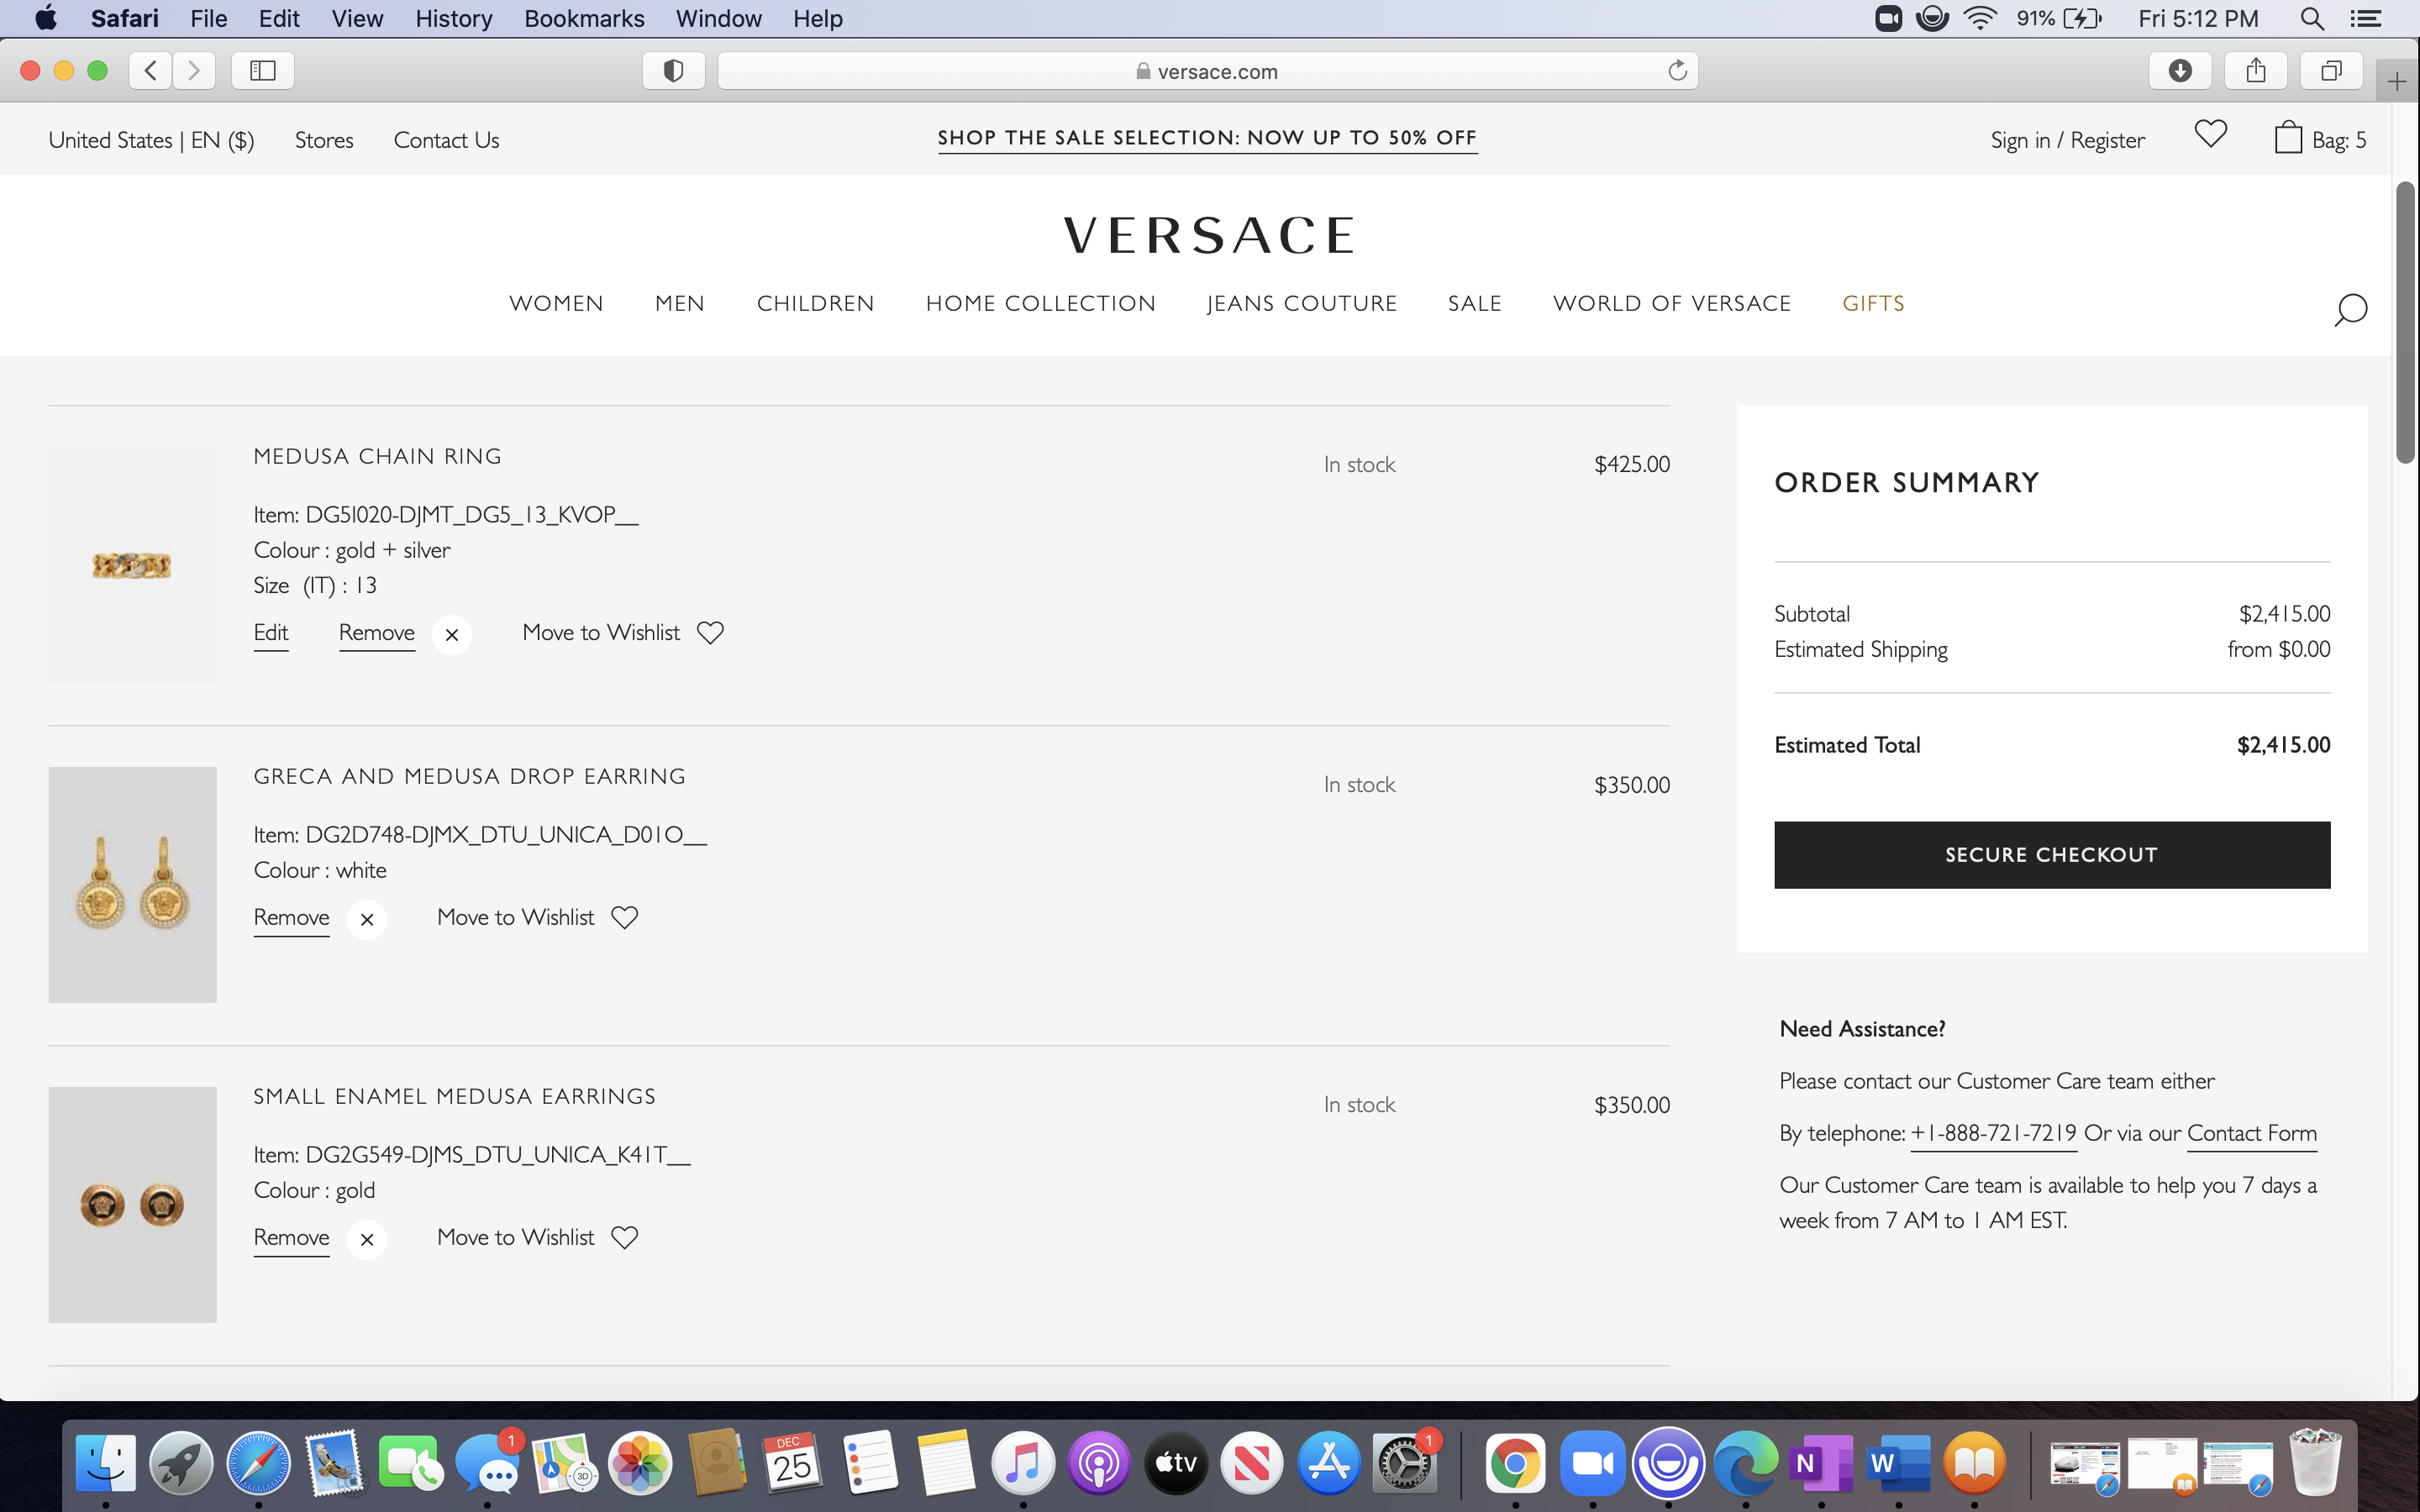 Safari File Edit View History Bookmarks Window Help 91% Fri 5:12 PM
versace.com
United States | EN ($) Stores Contact Us SHOP THE SALE SELECTION: NOW UP TO 50% OFF Sign in / Register Bag: 5
VERSACE
WOMEN MEN CHILDREN HOME COLLECTION JEANS COUTURE SALE WORLD OF VERSACE GIFTS
MEDUSA CHAIN RING In stock $425.00
Item: DG5I020-DJMT_DG5_13_KVOP__
Colour : gold + silver
Size (IT) : 13
Edit Remove × Move to Wishlist
GRECA AND MEDUSA DROP EARRING In stock $350.00
Item: DG2D748-DJMX_DTU_UNICA_D01O__
Colour : white
Remove × Move to Wishlist
SMALL ENAMEL MEDUSA EARRINGS In stock $350.00
Item: DG2G549-DJMS_DTU_UNICA_K41T__
Colour : gold
Remove × Move to Wishlist
ORDER SUMMARY
Subtotal $2,415.00
Estimated Shipping from $0.00
Estimated Total $2,415.00
SECURE CHECKOUT
Need Assistance?
Please contact our Customer Care team either
By telephone: +1-888-721-7219 Or via our Contact Form
Our Customer Care team is available to help you 7 days a
week from 7 AM to 1 AM EST.
1 3D DEC 25 tv 1 N W